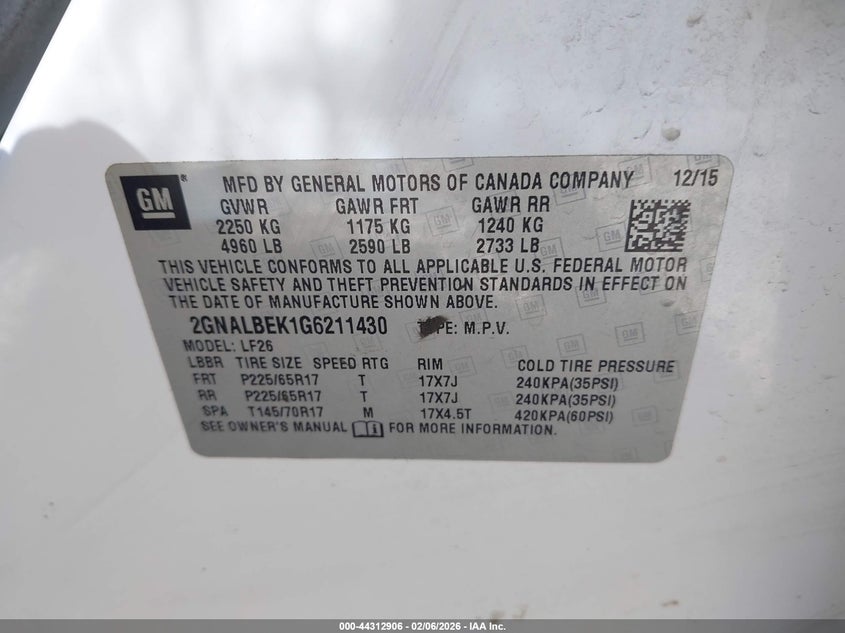 GM ® MFD BY GENERAL MOTORS OF CANADA COMPANY 12/15
GVWR GAWR FRT GAWR RR
2250 KG 1175 KG 1240 KG
4960 LB 2590 LB 2733 LB
THIS VEHICLE CONFORMS TO ALL APPLICABLE U.S. FEDERAL MOTOR
VEHICLE SAFETY AND THEFT PREVENTION STANDARDS IN EFFECT ON
THE DATE OF MANUFACTURE SHOWN ABOVE.
2GNALBEK1G6211430 TYPE: M.P.V.
MODEL: LF26
LBBR TIRE SIZE SPEED RTG RIM COLD TIRE PRESSURE
FRT P225/65R17 T 17X7J 240KPA(35PSI)
RR P225/65R17 T 17X7J 240KPA(35PSI)
SPA T145/70R17 M 17X4.5T 420KPA(60PSI)
SEE OWNER'S MANUAL FOR MORE INFORMATION.
000-44312906 - 02/06/2026 - IAA Inc.